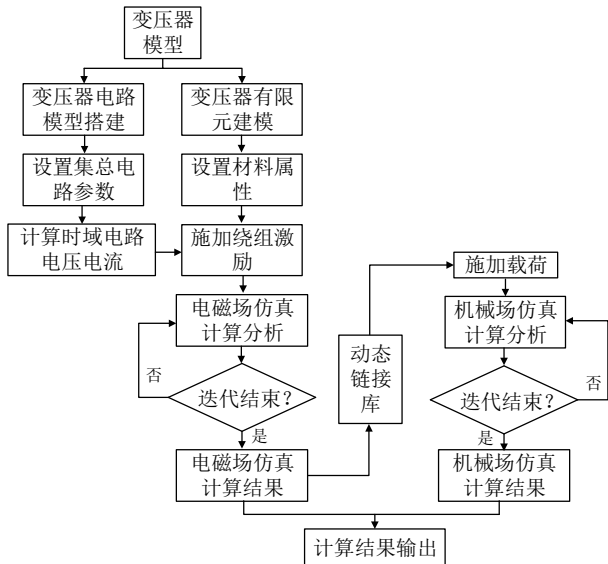 变压器
模型
变压器电路
模型搭建
变压器有限
元建模
设置集总电
路参数
设置材料属
性
计算时域电路
电压电流
施加绕组激
励
施加载荷
电磁场仿真
计算分析
机械场仿真
计算分析
动态
链接
库
否
否
迭代结束？
迭代结束？
是
是
电磁场仿真
计算结果
机械场仿真
计算结果
计算结果输出